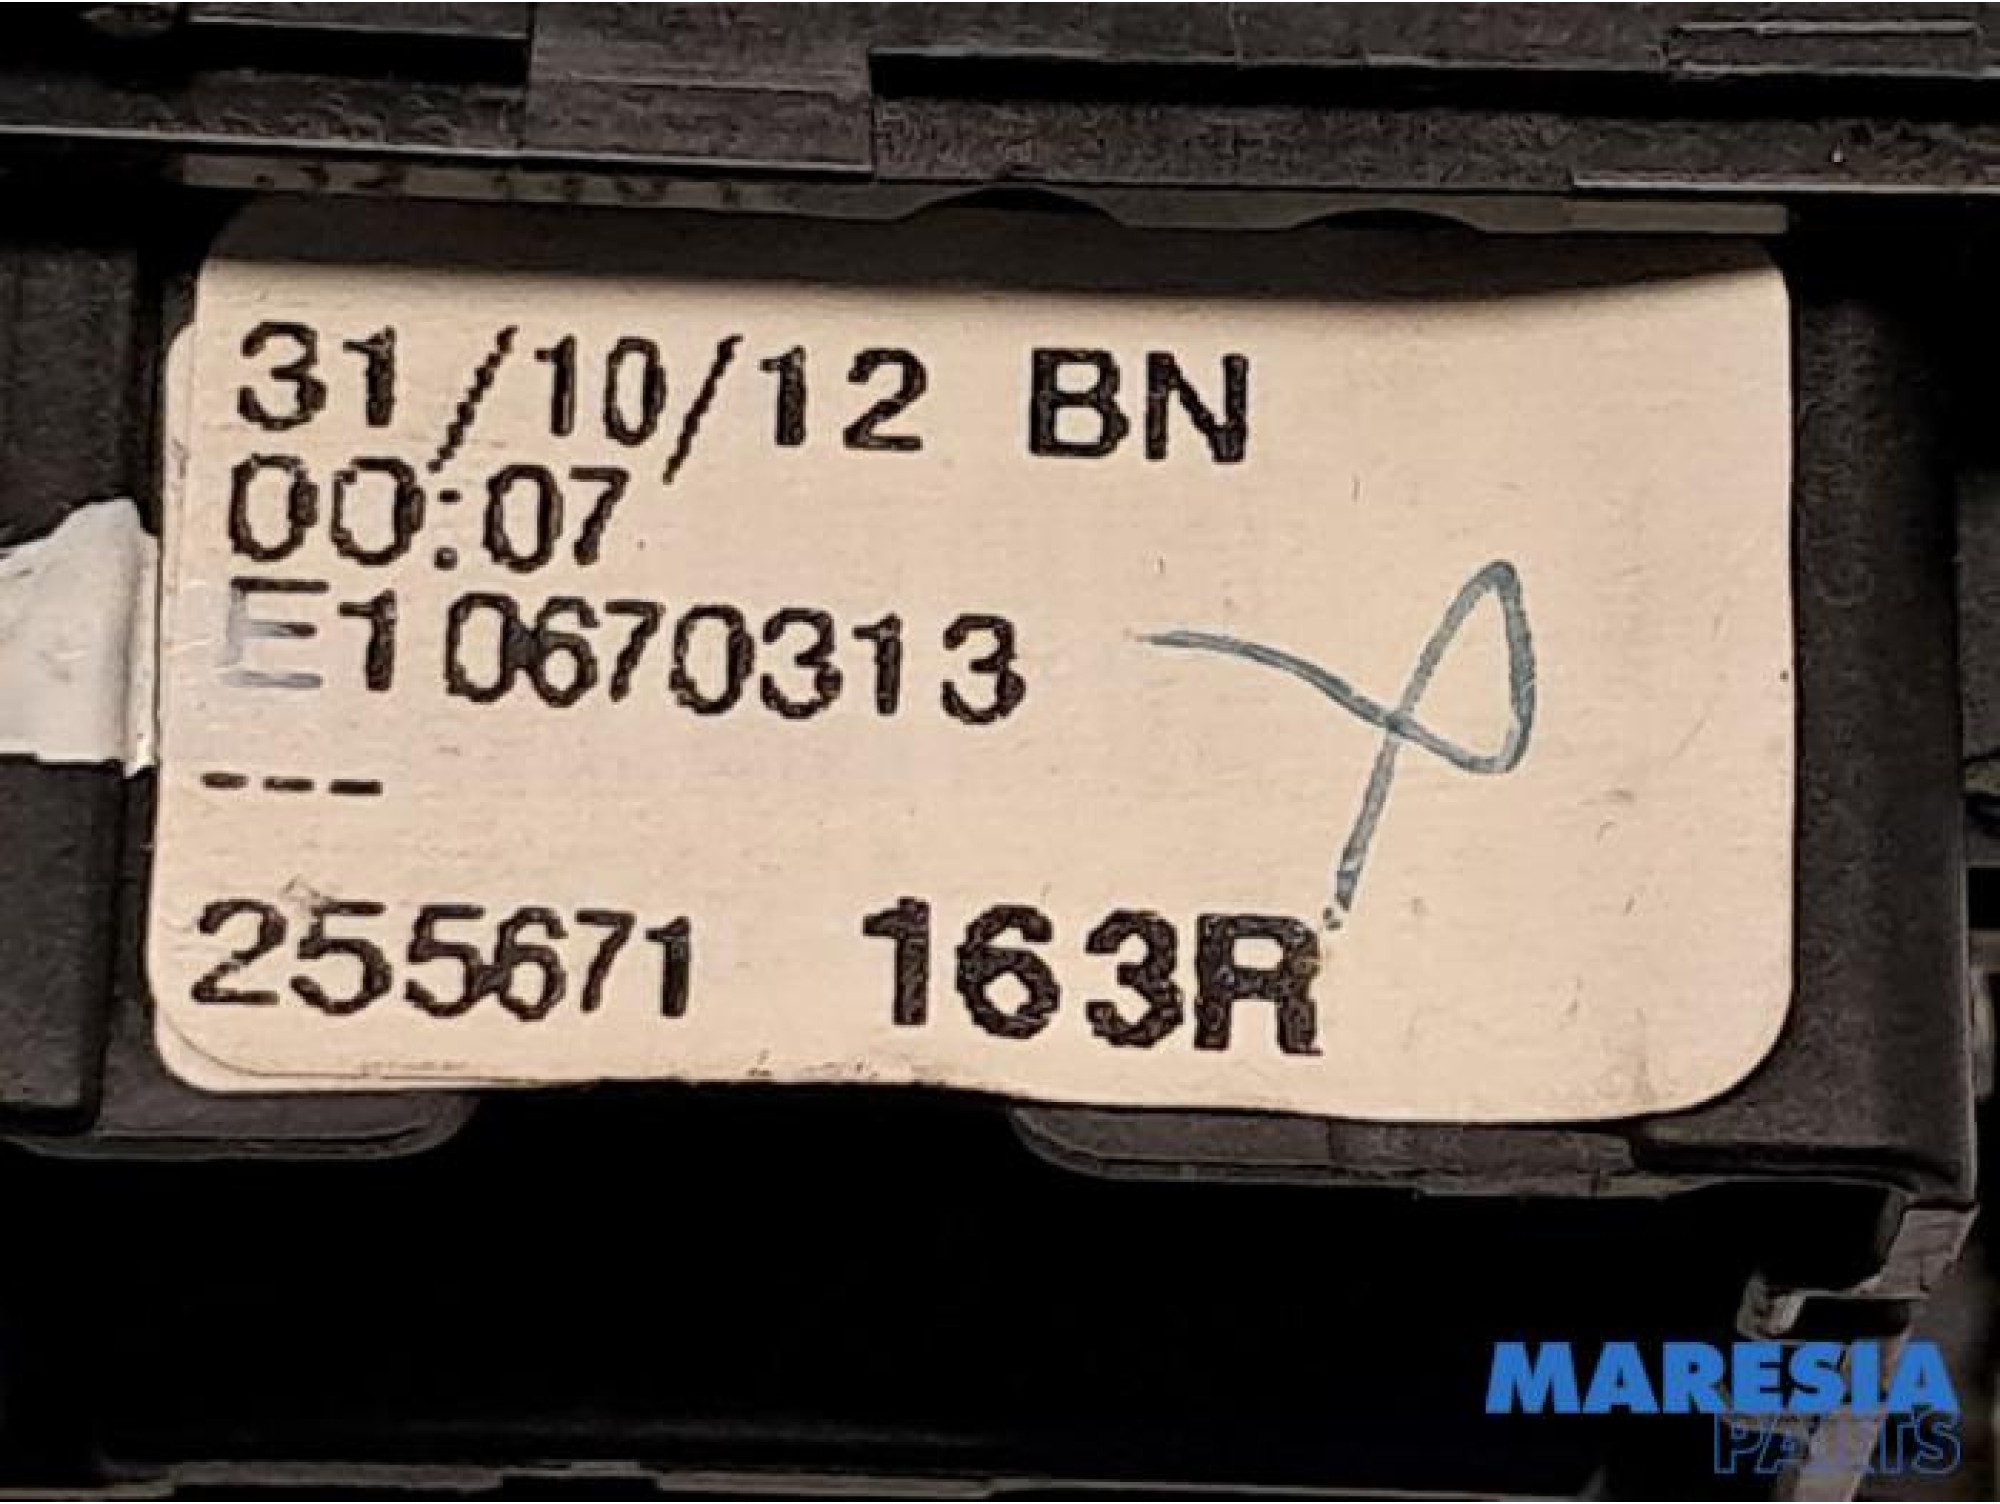 31/10/12 BN
00:07
E10670313
---
255671 163R
MARESIA
PARTS